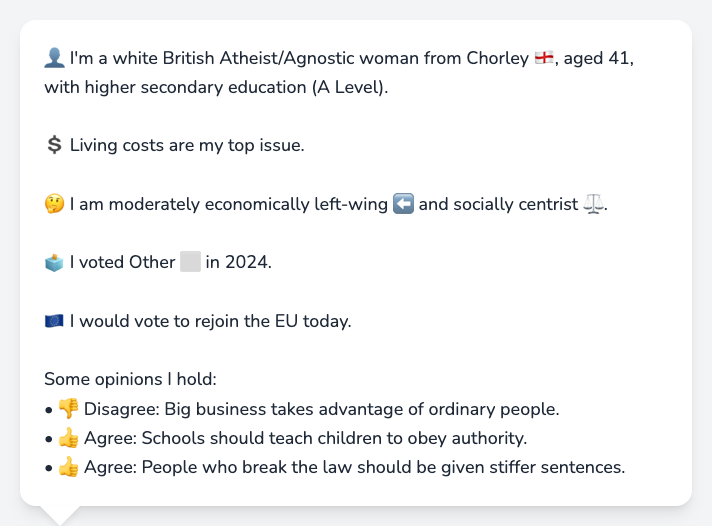 👤 I'm a white British Atheist/Agnostic woman from Chorley 🏴󠁧󠁢󠁥󠁮󠁧󠁿, aged 41,
with higher secondary education (A Level).
💲 Living costs are my top issue.
🤔 I am moderately economically left-wing ⬅️ and socially centrist ⚖️.
🗳️ I voted Other ⬜ in 2024.
🇪🇺 I would vote to rejoin the EU today.
Some opinions I hold:
• 👎 Disagree: Big business takes advantage of ordinary people.
• 👍 Agree: Schools should teach children to obey authority.
• 👍 Agree: People who break the law should be given stiffer sentences.